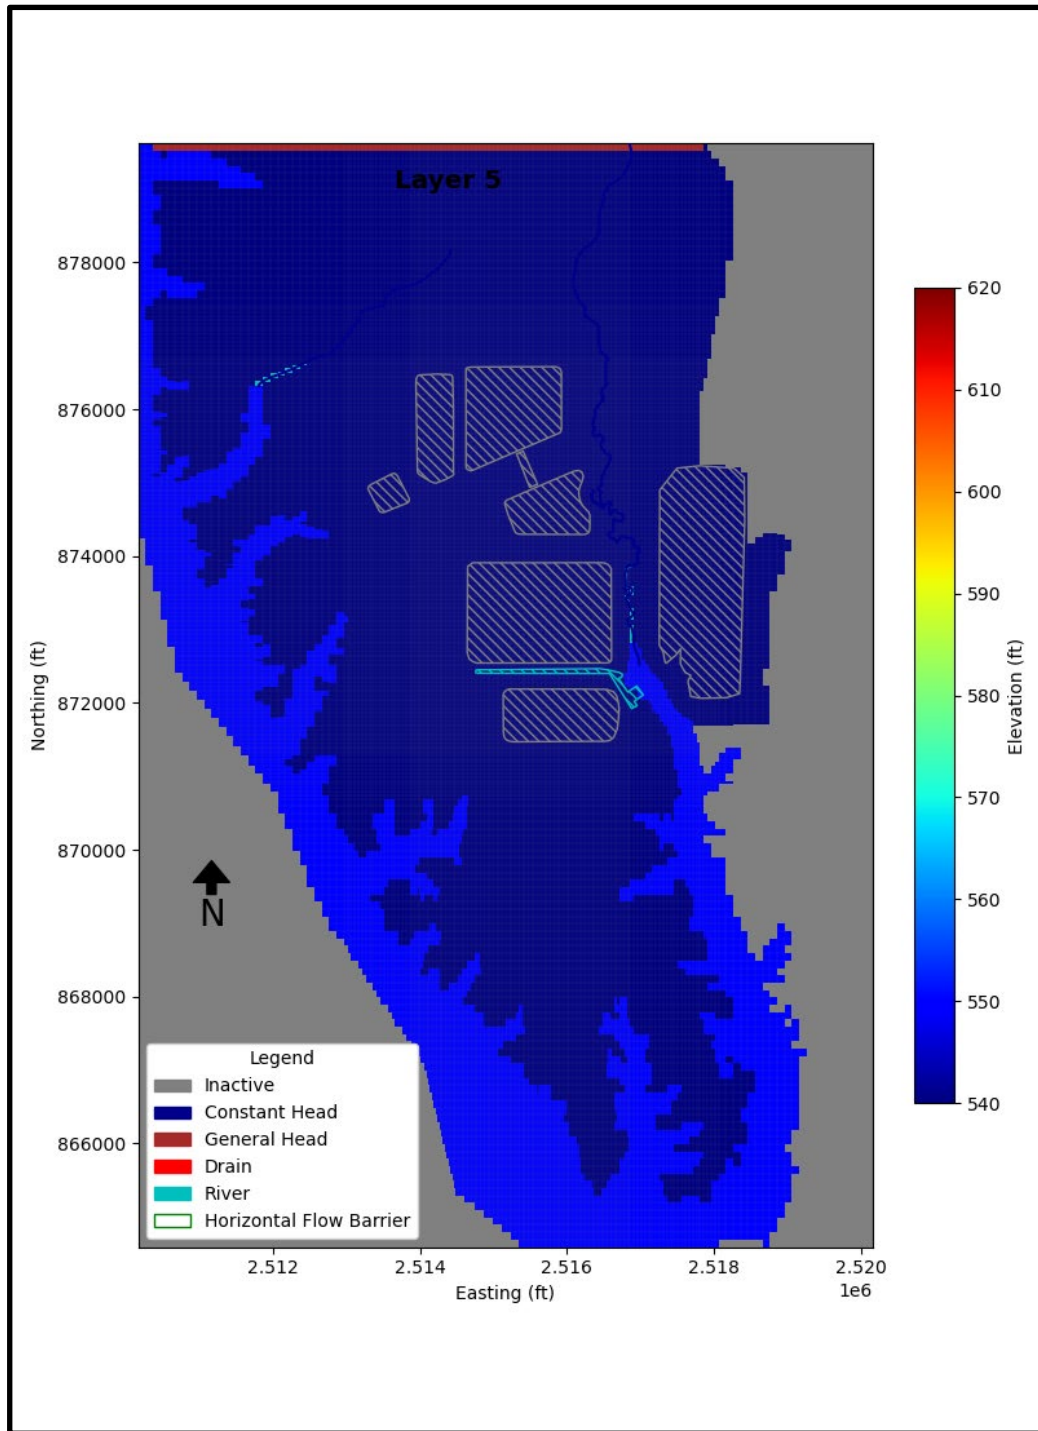 Layer 5
878000
876000
874000
872000
870000
868000
866000
Northing (ft)
N
Legend
Inactive
Constant Head
General Head
Drain
River
Horizontal Flow Barrier
2.512
2.514
2.516
2.518
2.520
1e6
Easting (ft)
620
610
600
590
580
570
560
550
540
Elevation (ft)